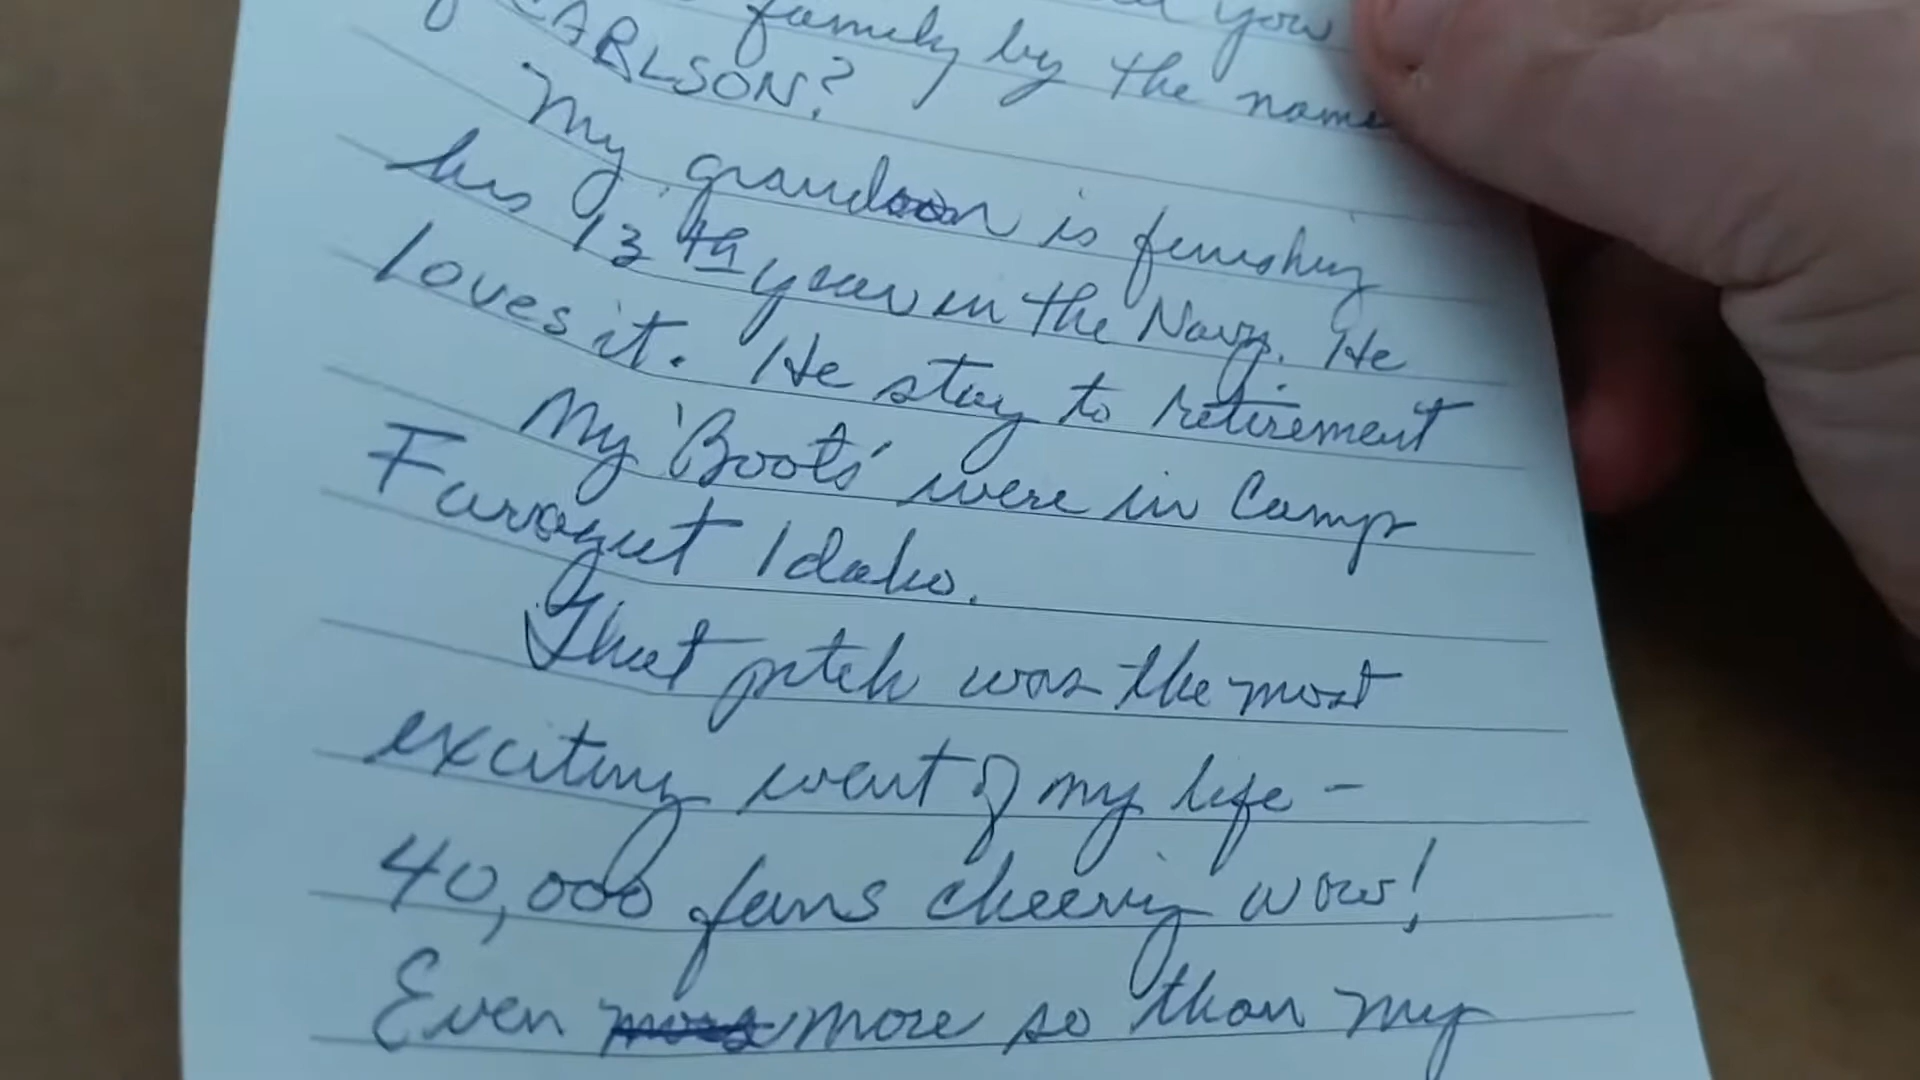 you
family by the name
CARLSON?
My grandson is finishing
his 13th year in the Navy. He
loves it. He stay to retirement
My 'Boots' were in Camp
Faragut Idaho.
That pitch was the most
exciting event of my life -
40,000 fans cheering wow!
Even more so than my